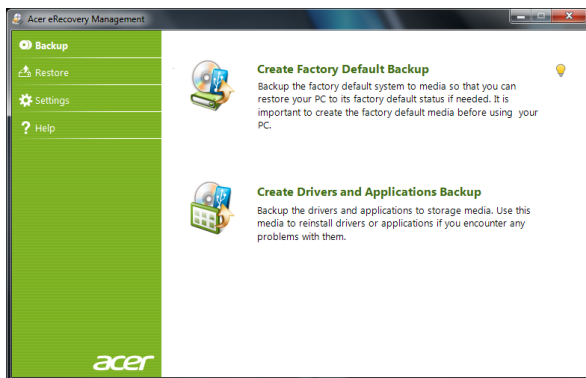 Acer eRecovery Management
Backup
Restore
Settings
? Help
Create Factory Default Backup
Backup the factory default system to media so that you can
restore your PC to its factory default status if needed. It is
important to create the factory default media before using your
PC.
Create Drivers and Applications Backup
Backup the drivers and applications to storage media. Use this
media to reinstall drivers or applications if you encounter any
problems with them.
acer